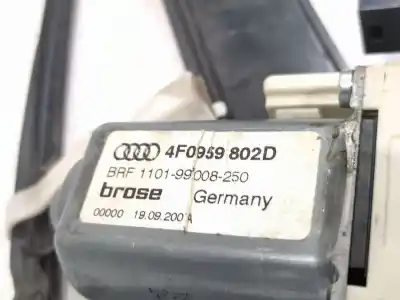 4F0959 802D
BRF 1101-99008-250
brose Germany
00000 19.09.200